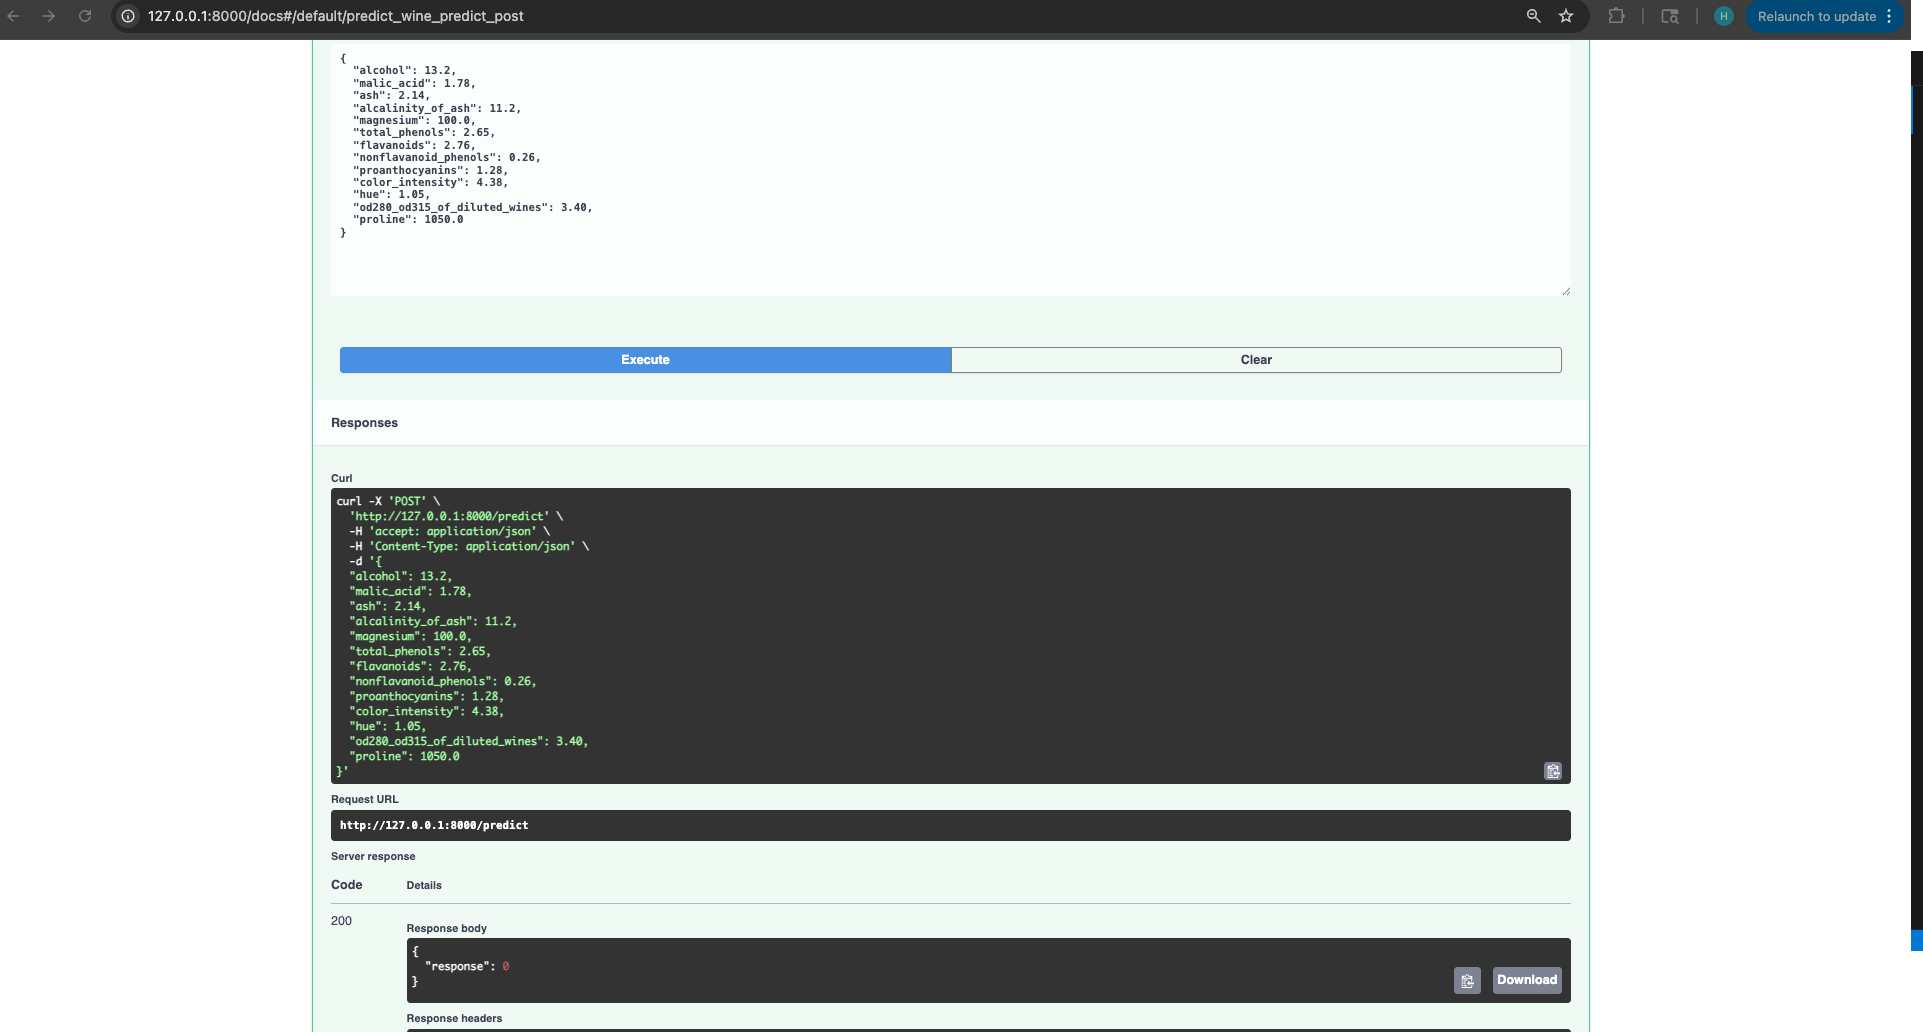 127.0.0.1:8000/docs#/default/predict_wine_predict_post
H
Relaunch to update
{
"alcohol": 13.2,
"malic_acid": 1.78,
"ash": 2.14,
"alcalinity_of_ash": 11.2,
"magnesium": 100.0,
"total_phenols": 2.65,
"flavanoids": 2.76,
"nonflavanoid_phenols": 0.26,
"proanthocyanins": 1.28,
"color_intensity": 4.38,
"hue": 1.05,
"od280_od315_of_diluted_wines": 3.40,
"proline": 1050.0
}
Execute
Clear
Responses
Curl
curl -X 'POST' \
'http://127.0.0.1:8000/predict' \
-H 'accept: application/json' \
-H 'Content-Type: application/json' \
-d '{
"alcohol": 13.2,
"malic_acid": 1.78,
"ash": 2.14,
"alcalinity_of_ash": 11.2,
"magnesium": 100.0,
"total_phenols": 2.65,
"flavanoids": 2.76,
"nonflavanoid_phenols": 0.26,
"proanthocyanins": 1.28,
"color_intensity": 4.38,
"hue": 1.05,
"od280_od315_of_diluted_wines": 3.40,
"proline": 1050.0
}'
Request URL
http://127.0.0.1:8000/predict
Server response
Code
Details
200
Response body
{
"response": 0
}
Download
Response headers